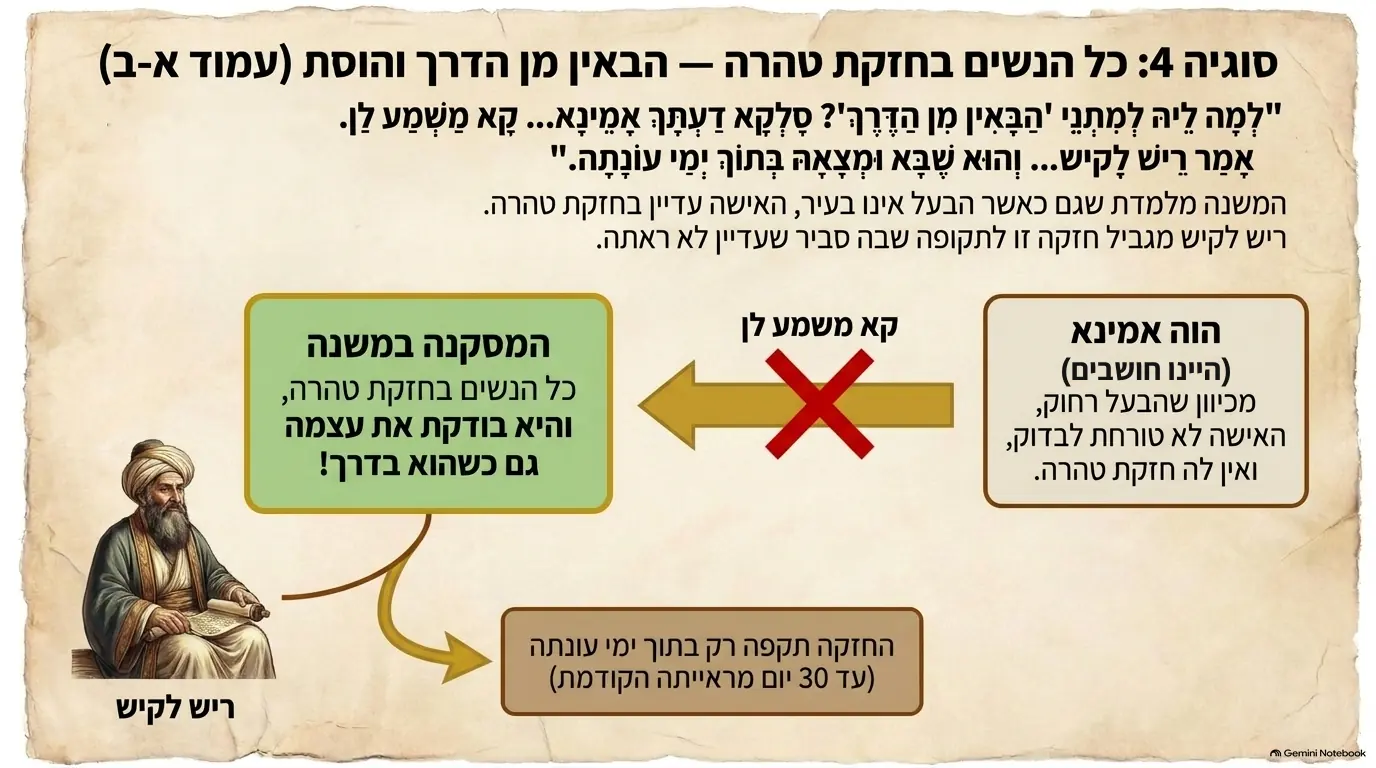 סוגיה 4: כל הנשים בחזקת טהרה — הבאין מן הדרך והוסת (עמוד א-ב)
"לְמָה לֵיהּ לְמִתְנֵי 'הַבָּאִין מִן הַדֶּרֶךְ'? סָלְקָא דַעְתָּךְ אָמֵינָא... קָא מַשְׁמַע לַן.
אָמַר רֵישׁ לָקִישׁ... וְהוּא שֶׁבָּא וּמְצָאָהּ בְּתוֹךְ יְמֵי עוֹנָתָהּ."
המשנה מלמדת שגם כאשר הבעל אינו בעיר, האישה עדיין בחזקת טהרה.
ריש לקיש מגביל חזקה זו לתקופה שבה סביר שעדיין לא ראתה.
הוה אמינא
(היינו חושבים)
מכיוון שהבעל רחוק,
האישה לא טורחת לבדוק,
ואין לה חזקת טהרה.
קא משמע לן
המסקנה במשנה
כל הנשים בחזקת טהרה,
והיא בודקת את עצמה
גם כשהוא בדרך!
החזקה תקפה רק בתוך ימי עונתה
(עד 30 יום מראייתה הקודמת)
ריש לקיש
Gemini Notebook